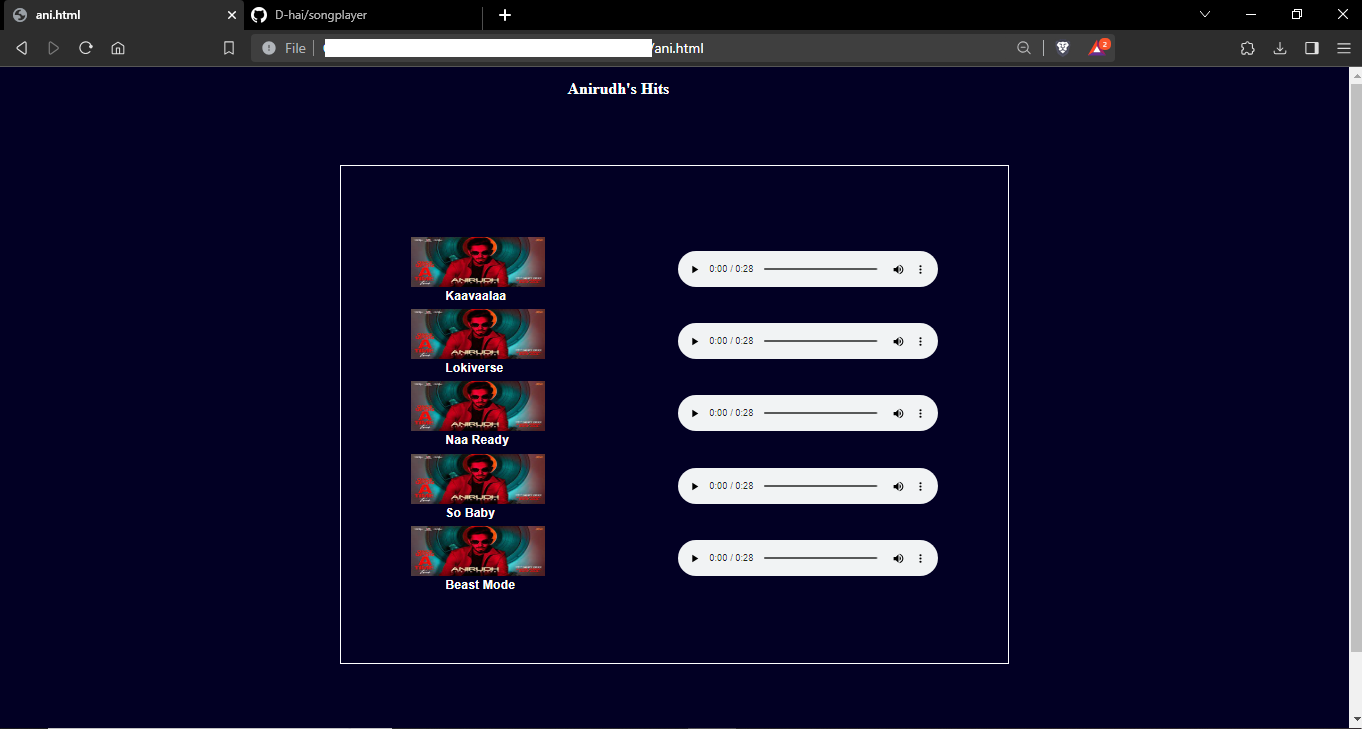 ani.html
D-hai/songplayer
File
/ani.html
2
Anirudh's Hits
ANIRUDH
Kaavaalaa
0:00 / 0:28
ANIRUDH
Lokiverse
0:00 / 0:28
ANIRUDH
Naa Ready
0:00 / 0:28
ANIRUDH
So Baby
0:00 / 0:28
ANIRUDH
Beast Mode
0:00 / 0:28